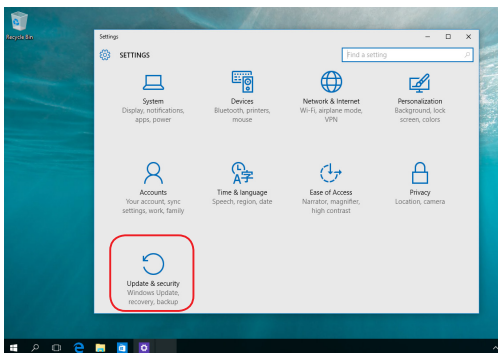 Recycle Bin
Settings
SETTINGS
Find a setting
System
Display, notifications,
apps, power
Devices
Bluetooth, printers,
mouse
Network & Internet
Wi-Fi, airplane mode,
VPN
Personalization
Background, lock
screen, colors
Accounts
Your account, sync
settings, work, family
Time & language
Speech, region, date
Ease of Access
Narrator, magnifier,
high contrast
Privacy
Location, camera
Update & security
Windows Update,
recovery, backup